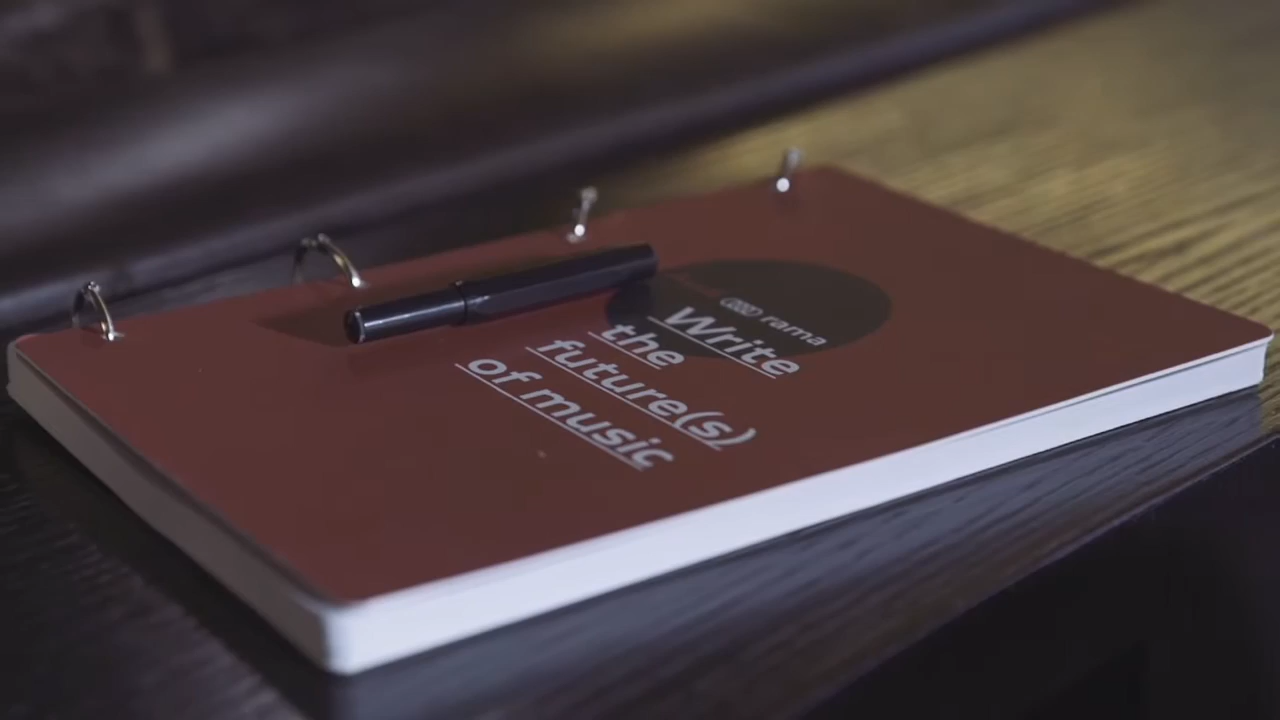 rama
Write
the
future(s)
of music